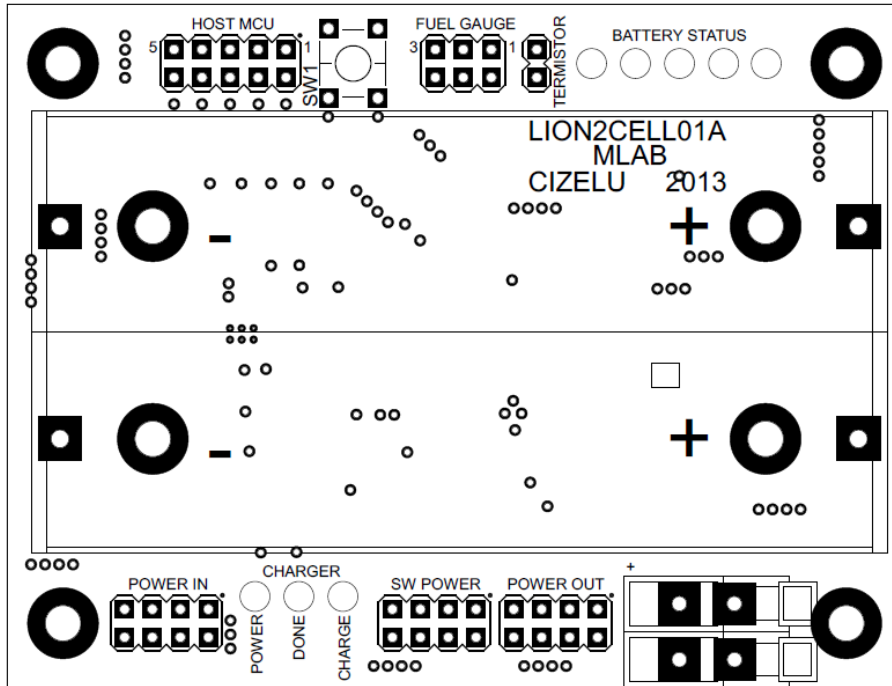 HOST MCU
5
1
SW1
FUEL GAUGE
3
1
TERMISTOR
BATTERY STATUS
LION2CELL01A
MLAB
CIZELU 2013
- +
- +
POWER IN
CHARGER
POWER
DONE
CHARGE
SW POWER
POWER OUT
+